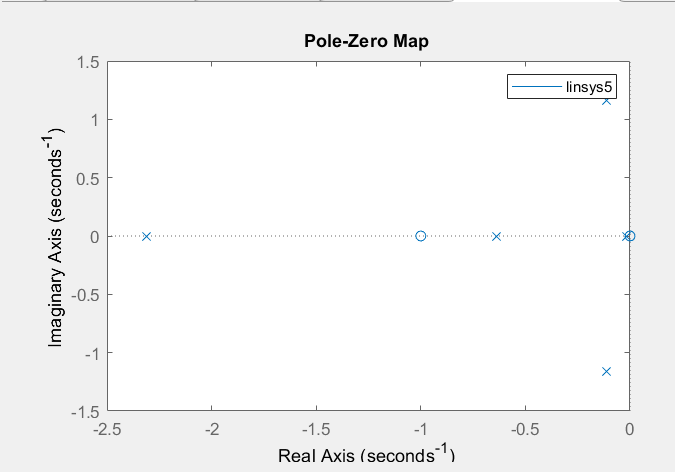 Pole-Zero Map
linsys5
1.5
1
0.5
0
-0.5
-1
-1.5
Imaginary Axis (seconds⁻¹)
-2.5 -2 -1.5 -1 -0.5 0
Real Axis (seconds⁻¹)